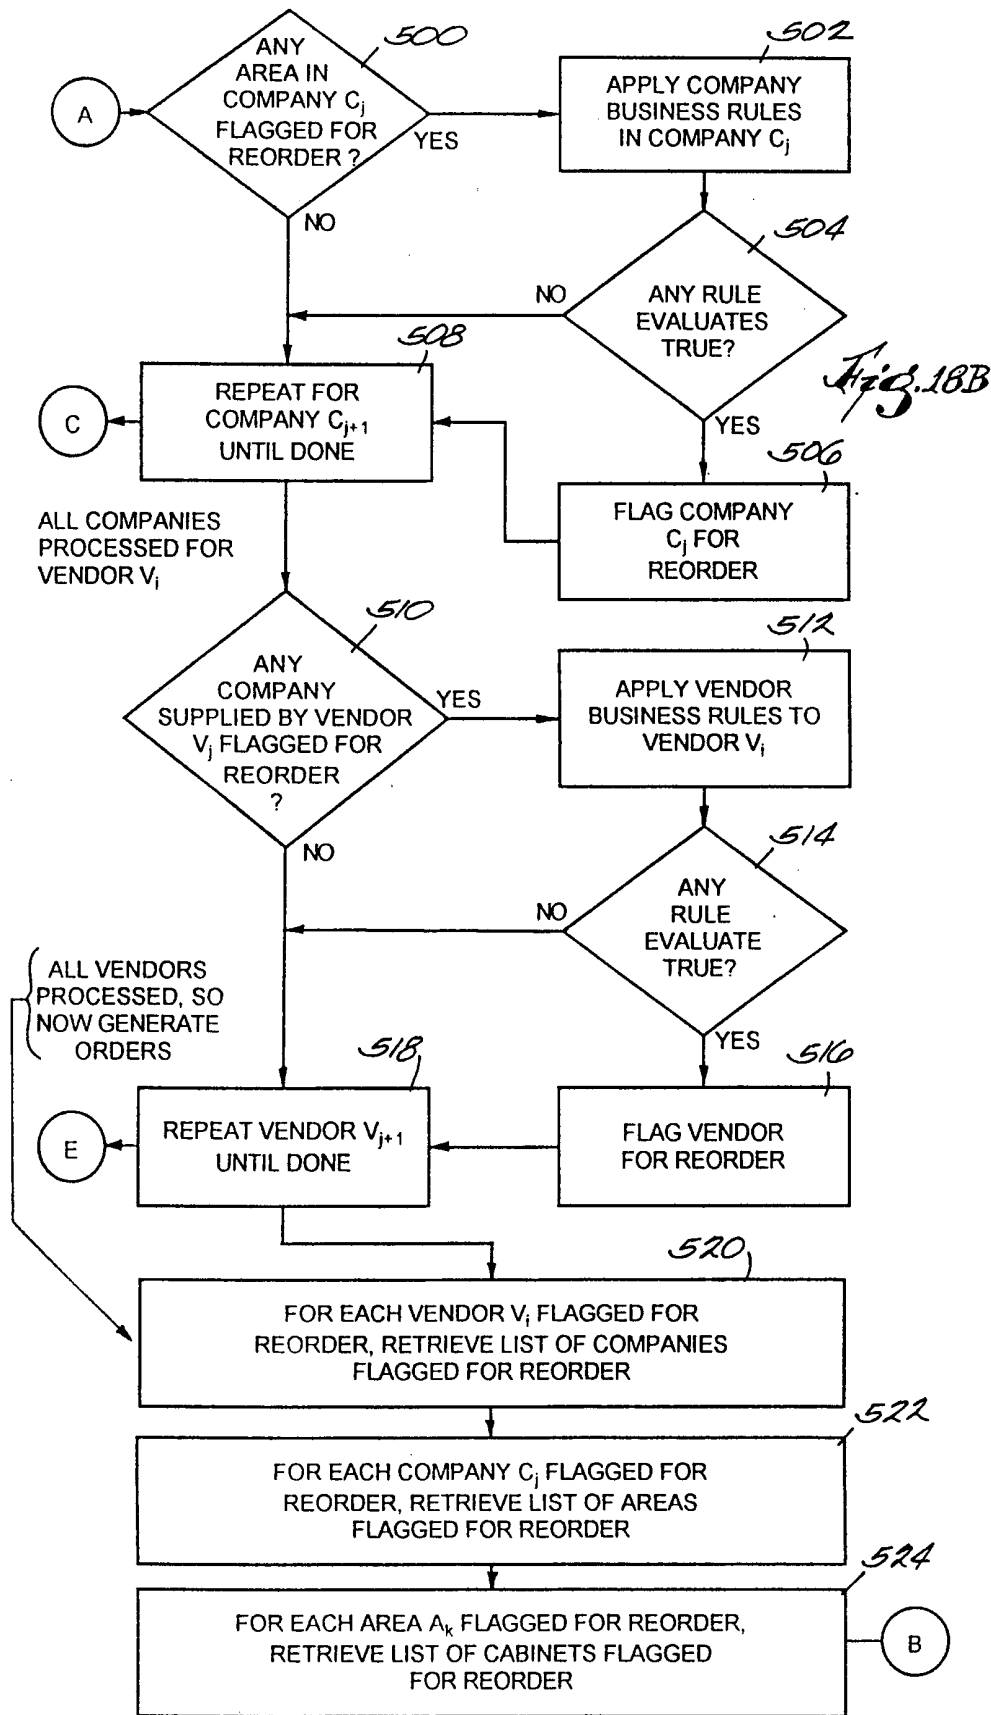 500
ANY
AREA IN
COMPANY Cj
FLAGGED FOR
REORDER ?
A
YES
NO
502
APPLY COMPANY
BUSINESS RULES
IN COMPANY Cj
504
ANY RULE
EVALUATES
TRUE?
NO
YES
Fig. 18B
508
REPEAT FOR
COMPANY Cj+1
UNTIL DONE
C
506
FLAG COMPANY
Cj FOR
REORDER
ALL COMPANIES
PROCESSED FOR
VENDOR Vi
510
ANY
COMPANY
SUPPLIED BY VENDOR
Vj FLAGGED FOR
REORDER
?
YES
NO
512
APPLY VENDOR
BUSINESS RULES TO
VENDOR Vi
514
ANY
RULE
EVALUATE
TRUE?
NO
YES
ALL VENDORS
PROCESSED, SO
NOW GENERATE
ORDERS
518
REPEAT VENDOR Vj+1
UNTIL DONE
E
516
FLAG VENDOR
FOR REORDER
520
FOR EACH VENDOR Vi FLAGGED FOR
REORDER, RETRIEVE LIST OF COMPANIES
FLAGGED FOR REORDER
522
FOR EACH COMPANY Cj FLAGGED FOR
REORDER, RETRIEVE LIST OF AREAS
FLAGGED FOR REORDER
524
FOR EACH AREA Ak FLAGGED FOR REORDER,
RETRIEVE LIST OF CABINETS FLAGGED
FOR REORDER
B